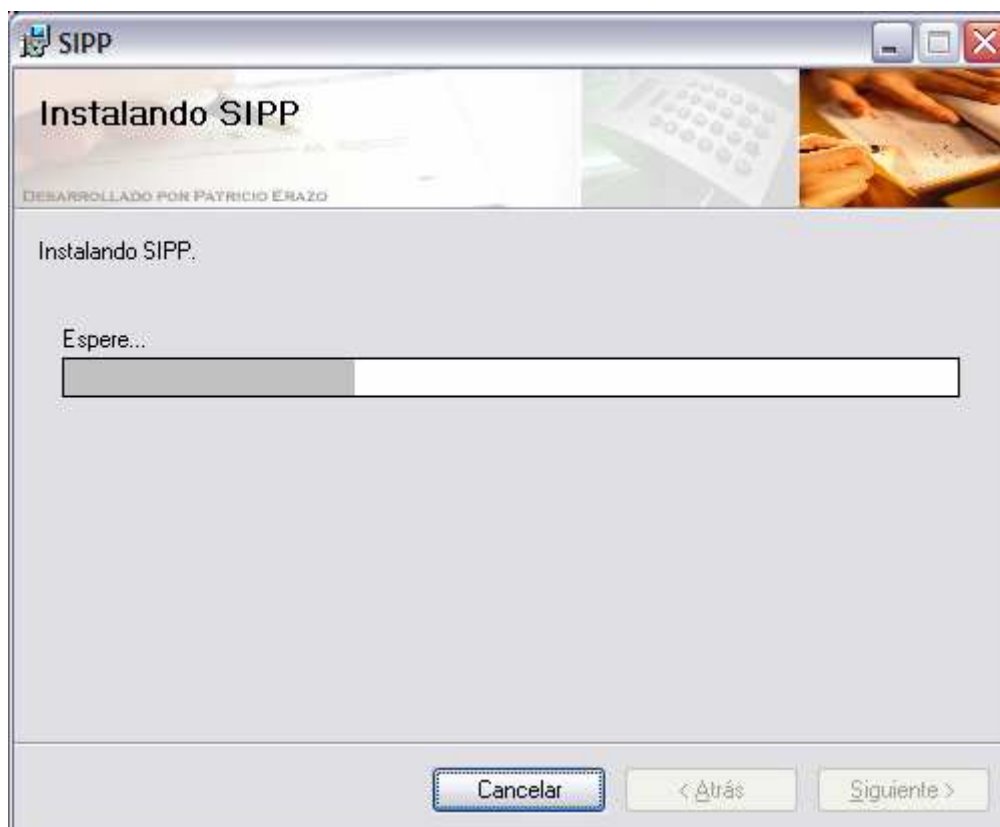 SIPP
Instalando SIPP
DESARROLLADO POR PATRICIO ERAZO
Instalando SIPP.
Espere...
Cancelar
< Atrás
Siguiente >